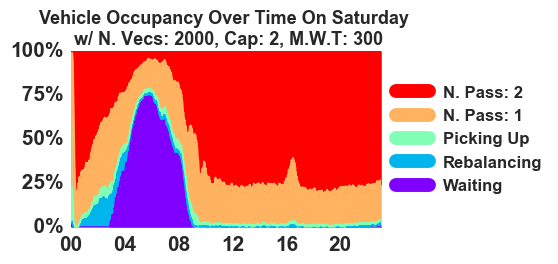 Vehicle Occupancy Over Time On Saturday
w/ N. Vecs: 2000, Cap: 2, M.W.T: 300
100%
75%
50%
25%
0%
00 04 08 12 16 20
N. Pass: 2
N. Pass: 1
Picking Up
Rebalancing
Waiting